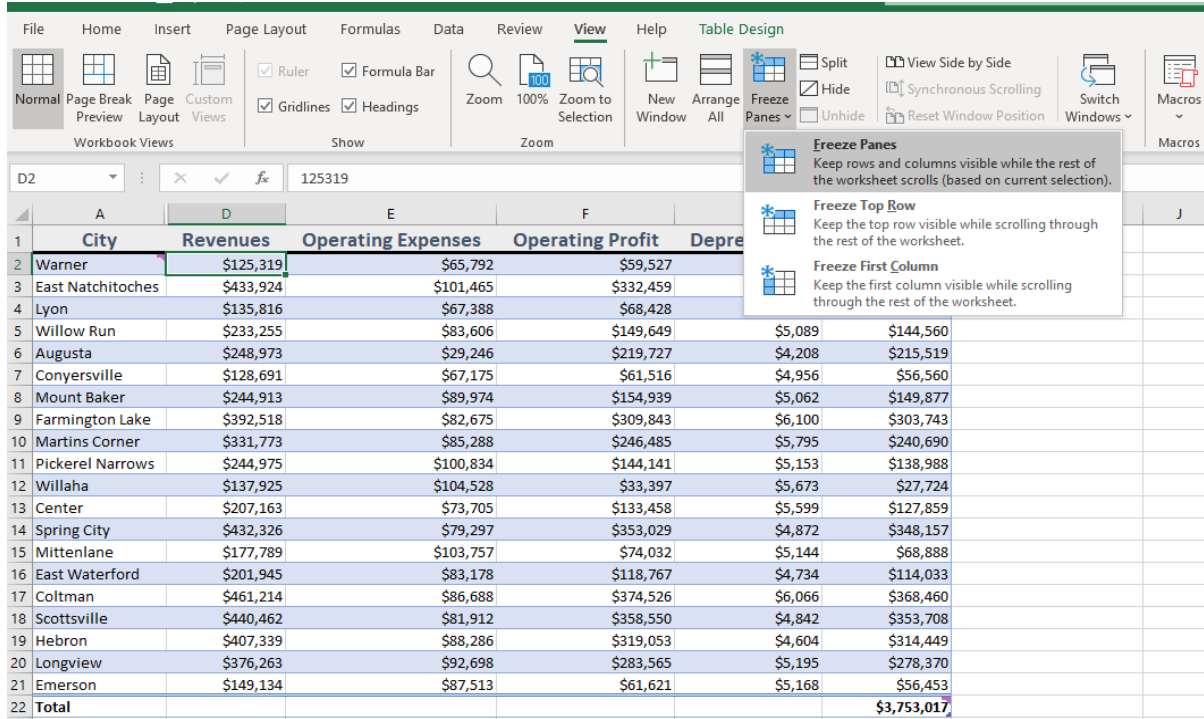 File Home Insert Page Layout Formulas Data Review View Help Table Design
Normal Page Break Preview Page Layout Custom Views
Workbook Views
Ruler Formula Bar
Gridlines Headings
Show
Zoom 100% Zoom to Selection
Zoom
New Window Arrange All Freeze Panes
Split
Hide
Unhide
View Side by Side
Synchronous Scrolling
Reset Window Position
Switch Windows
Macros
Macros
Freeze Panes
Keep rows and columns visible while the rest of
the worksheet scrolls (based on current selection).
Freeze Top Row
Keep the top row visible while scrolling through
the rest of the worksheet.
Freeze First Column
Keep the first column visible while scrolling
through the rest of the worksheet.
D2 fx 125319
A D E F J
1 City Revenues Operating Expenses Operating Profit Depre
2 Warner $125,319 $65,792 $59,527
3 East Natchitoches $433,924 $101,465 $332,459
4 Lyon $135,816 $67,388 $68,428
5 Willow Run $233,255 $83,606 $149,649 $5,089 $144,560
6 Augusta $248,973 $29,246 $219,727 $4,208 $215,519
7 Conyersville $128,691 $67,175 $61,516 $4,956 $56,560
8 Mount Baker $244,913 $89,974 $154,939 $5,062 $149,877
9 Farmington Lake $392,518 $82,675 $309,843 $6,100 $303,743
10 Martins Corner $331,773 $85,288 $246,485 $5,795 $240,690
11 Pickerel Narrows $244,975 $100,834 $144,141 $5,153 $138,988
12 Willaha $137,925 $104,528 $33,397 $5,673 $27,724
13 Center $207,163 $73,705 $133,458 $5,599 $127,859
14 Spring City $432,326 $79,297 $353,029 $4,872 $348,157
15 Mittenlane $177,789 $103,757 $74,032 $5,144 $68,888
16 East Waterford $201,945 $83,178 $118,767 $4,734 $114,033
17 Coltman $461,214 $86,688 $374,526 $6,066 $368,460
18 Scottsville $440,462 $81,912 $358,550 $4,842 $353,708
19 Hebron $407,339 $88,286 $319,053 $4,604 $314,449
20 Longview $376,263 $92,698 $283,565 $5,195 $278,370
21 Emerson $149,134 $87,513 $61,621 $5,168 $56,453
22 Total $3,753,017